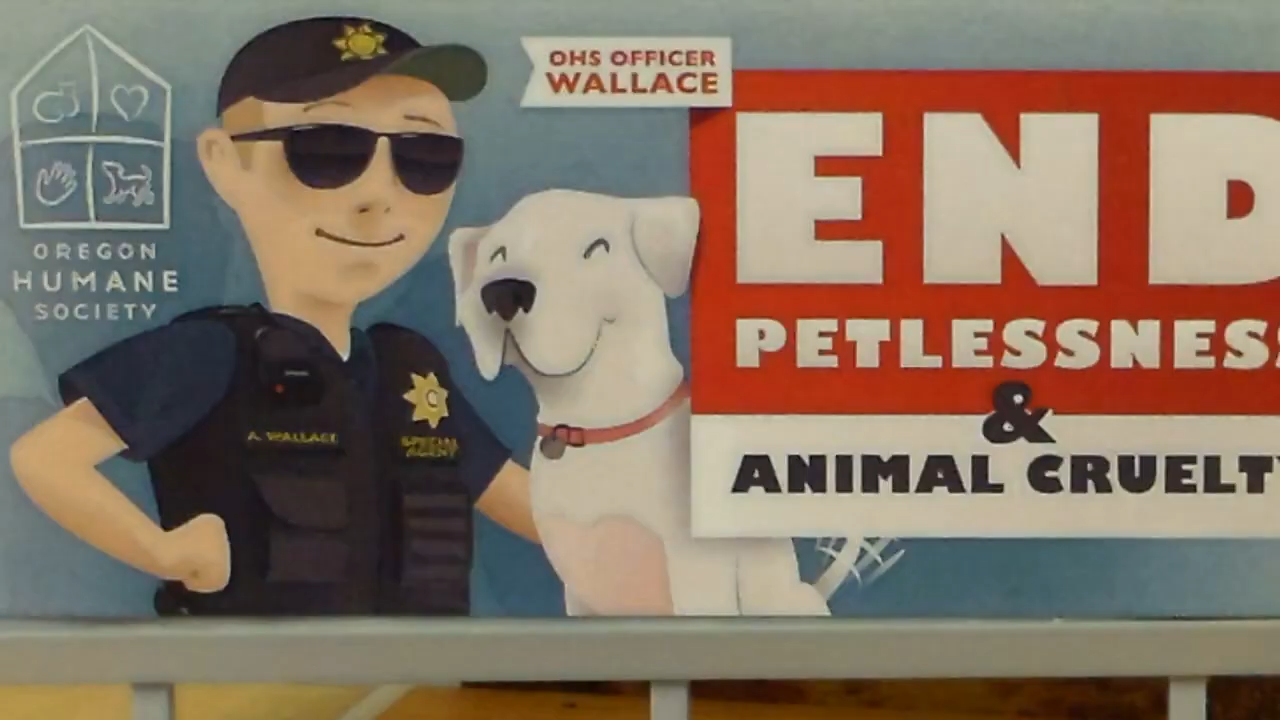 OREGON
HUMANE
SOCIETY
OHS OFFICER
WALLACE
A. WALLACE
C
SPECIAL
AGENT
END
PETLESSNESS
&
ANIMAL CRUELTY